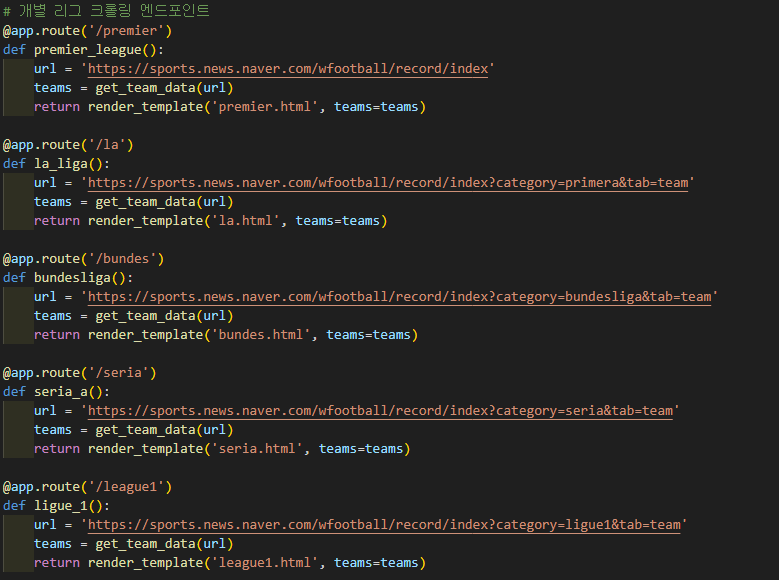 # 개별 리그 크롤링 엔드포인트
@app.route('/premier')
def premier_league():
    url = 'https://sports.news.naver.com/wfootball/record/index'
    teams = get_team_data(url)
    return render_template('premier.html', teams=teams)

@app.route('/la')
def la_liga():
    url = 'https://sports.news.naver.com/wfootball/record/index?category=primera&tab=team'
    teams = get_team_data(url)
    return render_template('la.html', teams=teams)

@app.route('/bundes')
def bundesliga():
    url = 'https://sports.news.naver.com/wfootball/record/index?category=bundesliga&tab=team'
    teams = get_team_data(url)
    return render_template('bundes.html', teams=teams)

@app.route('/seria')
def seria_a():
    url = 'https://sports.news.naver.com/wfootball/record/index?category=seria&tab=team'
    teams = get_team_data(url)
    return render_template('seria.html', teams=teams)

@app.route('/league1')
def ligue_1():
    url = 'https://sports.news.naver.com/wfootball/record/index?category=ligue1&tab=team'
    teams = get_team_data(url)
    return render_template('league1.html', teams=teams)